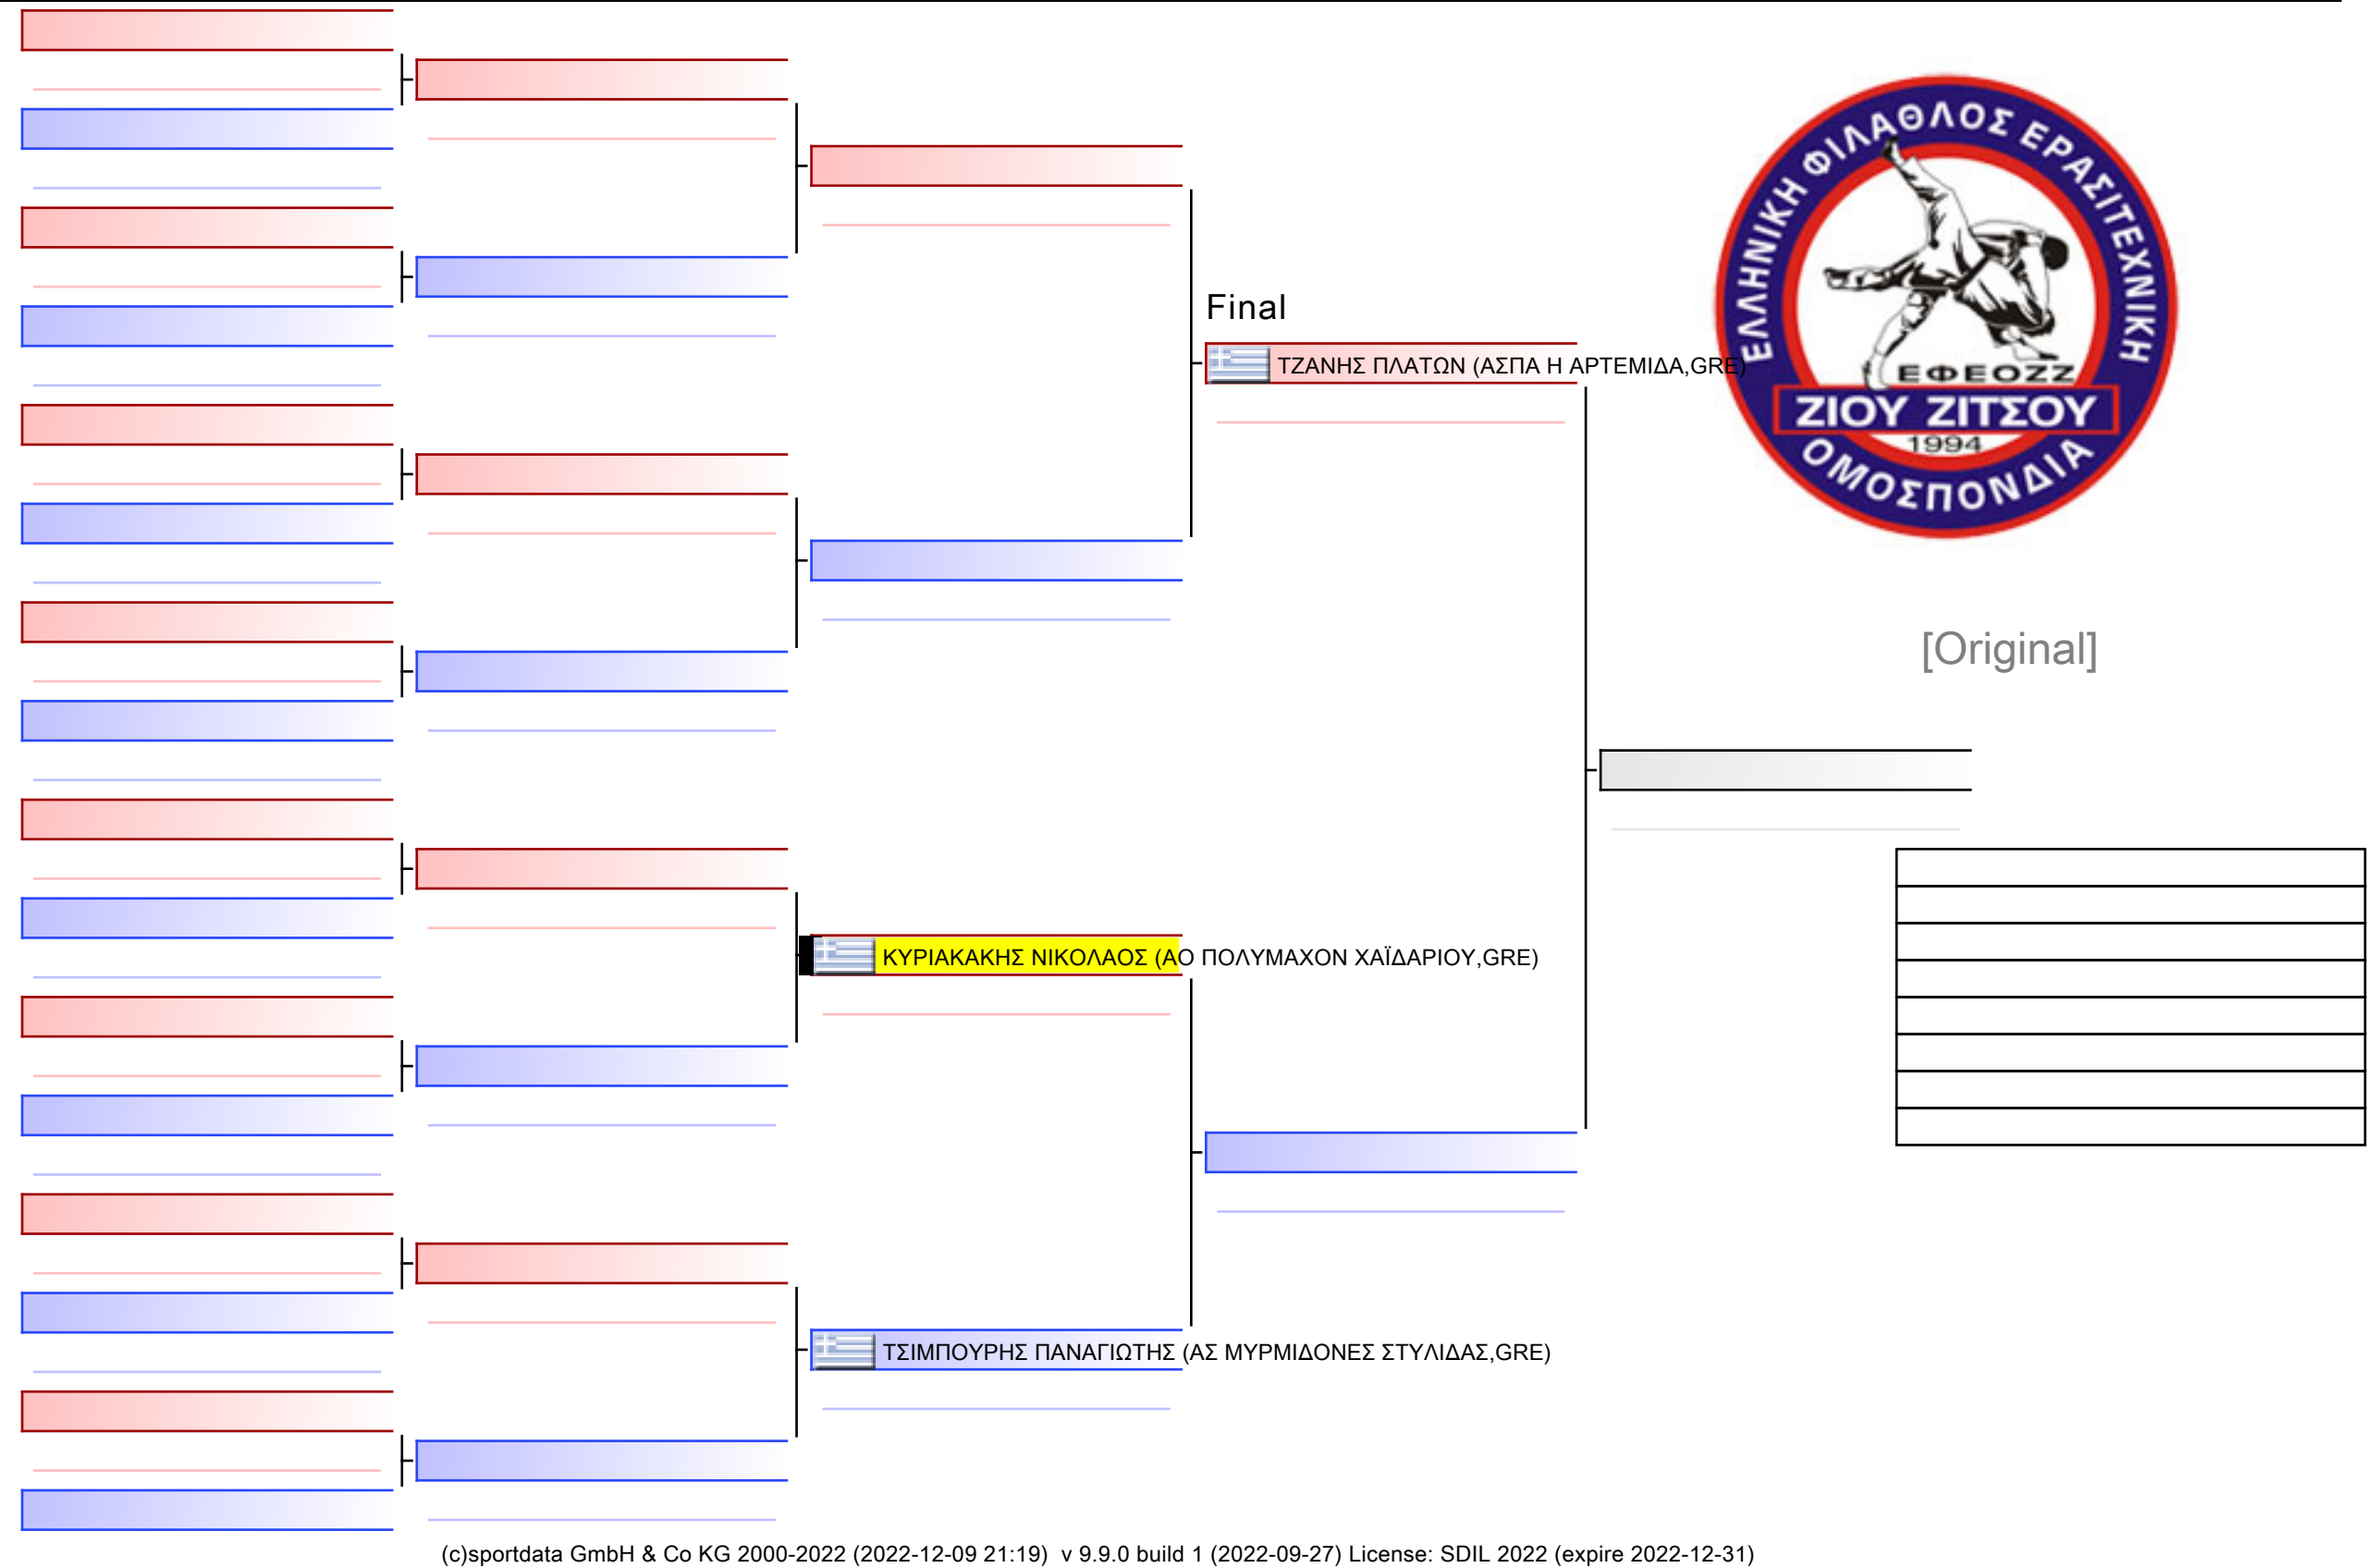 ΕΛΛΗΝΙΚΗ ΦΙΛΑΘΛΟΣ ΕΡΑΣΙΤΕΧΝΙΚΗ
Final
ΤΖΑΝΗΣ ΠΛΑΤΩΝ (ΑΣΠΑ Η ΑΡΤΕΜΙΔΑ,GRE)
ΕΦΕΟΖΖ
ΖΙΟΥ ΖΙΤΣΟΥ
1994
ΟΜΟΣΠΟΝΔΙΑ
[Original]
ΚΥΡΙΑΚΑΚΗΣ ΝΙΚΟΛΑΟΣ (ΑΟ ΠΟΛΥΜΑΧΟΝ ΧΑΪΔΑΡΙΟΥ,GRE)
ΤΣΙΜΠΟΥΡΗΣ ΠΑΝΑΓΙΩΤΗΣ (ΑΣ ΜΥΡΜΙΔΟΝΕΣ ΣΤΥΛΙΔΑΣ,GRE)
(c)sportdata GmbH & Co KG 2000-2022 (2022-12-09 21:19) v 9.9.0 build 1 (2022-09-27) License: SDIL 2022 (expire 2022-12-31)